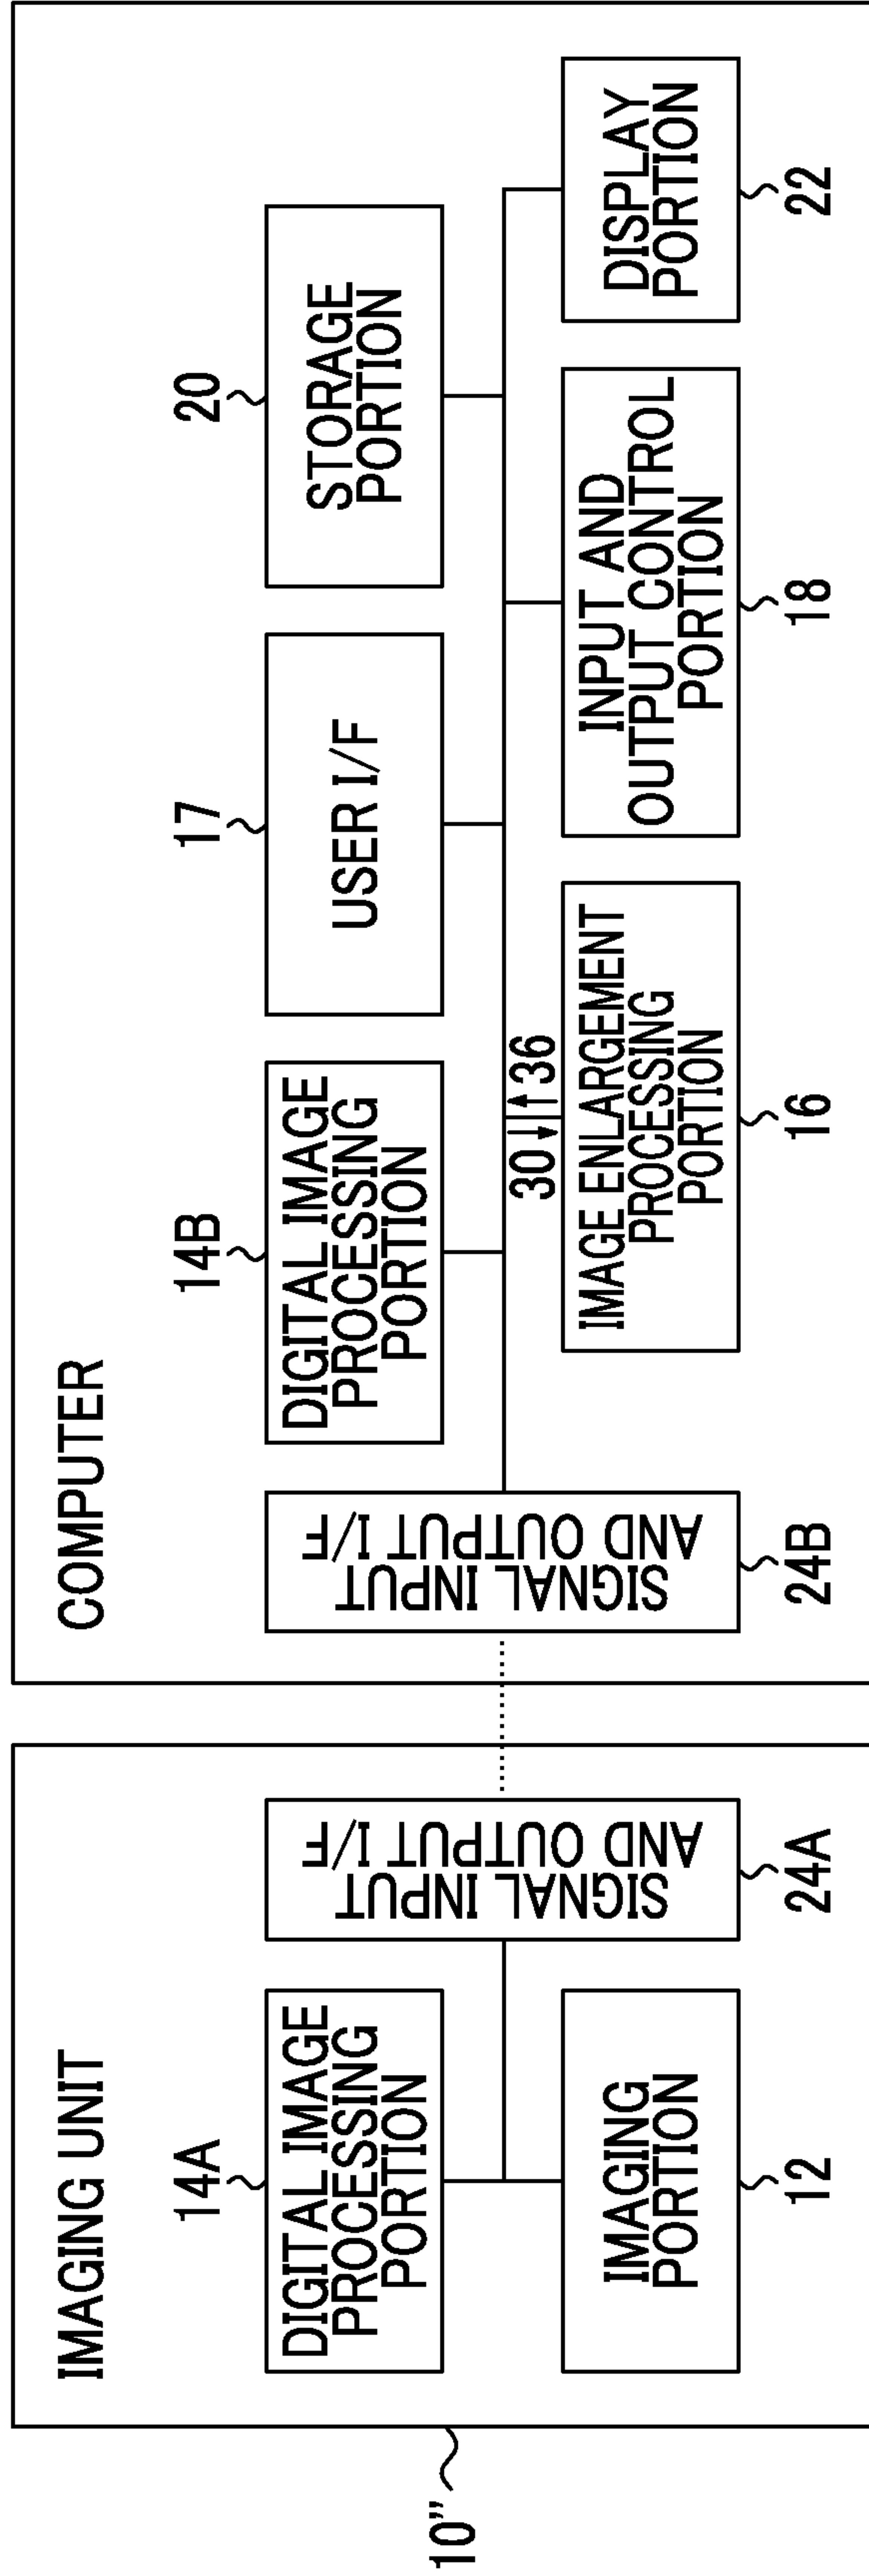 10"
IMAGING UNIT
14A
DIGITAL IMAGE
PROCESSING
PORTION
IMAGING
PORTION
12
SIGNAL INPUT
AND OUTPUT I/F
24A
COMPUTER
SIGNAL INPUT
AND OUTPUT I/F
24B
14B
DIGITAL IMAGE
PROCESSING
PORTION
17
USER I/F
20
STORAGE
PORTION
30
36
IMAGE ENLARGEMENT
PROCESSING
PORTION
16
INPUT AND
OUTPUT CONTROL
PORTION
18
DISPLAY
PORTION
22